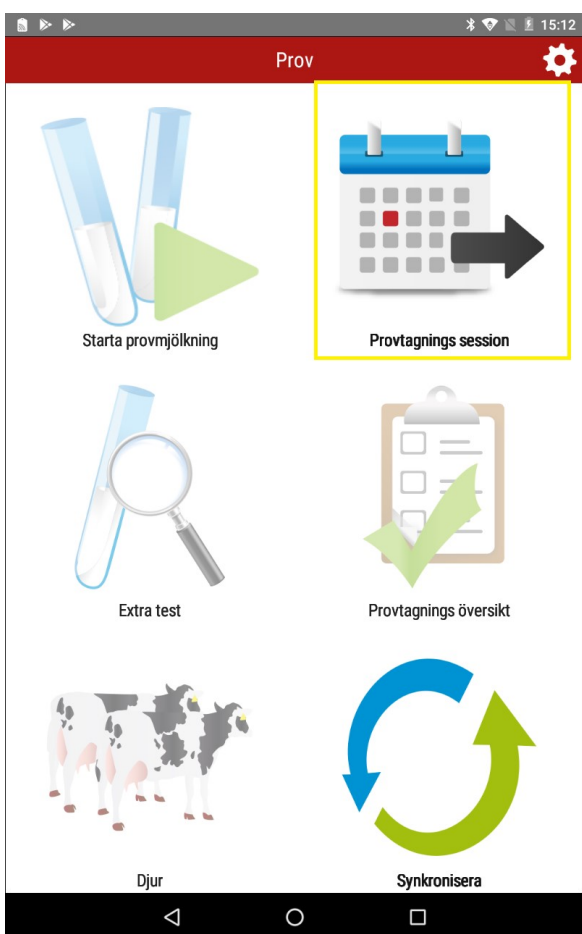 15:12
Prov
Starta provmjölkning
Provtagnings session
Extra test
Provtagnings översikt
Djur
Synkronisera